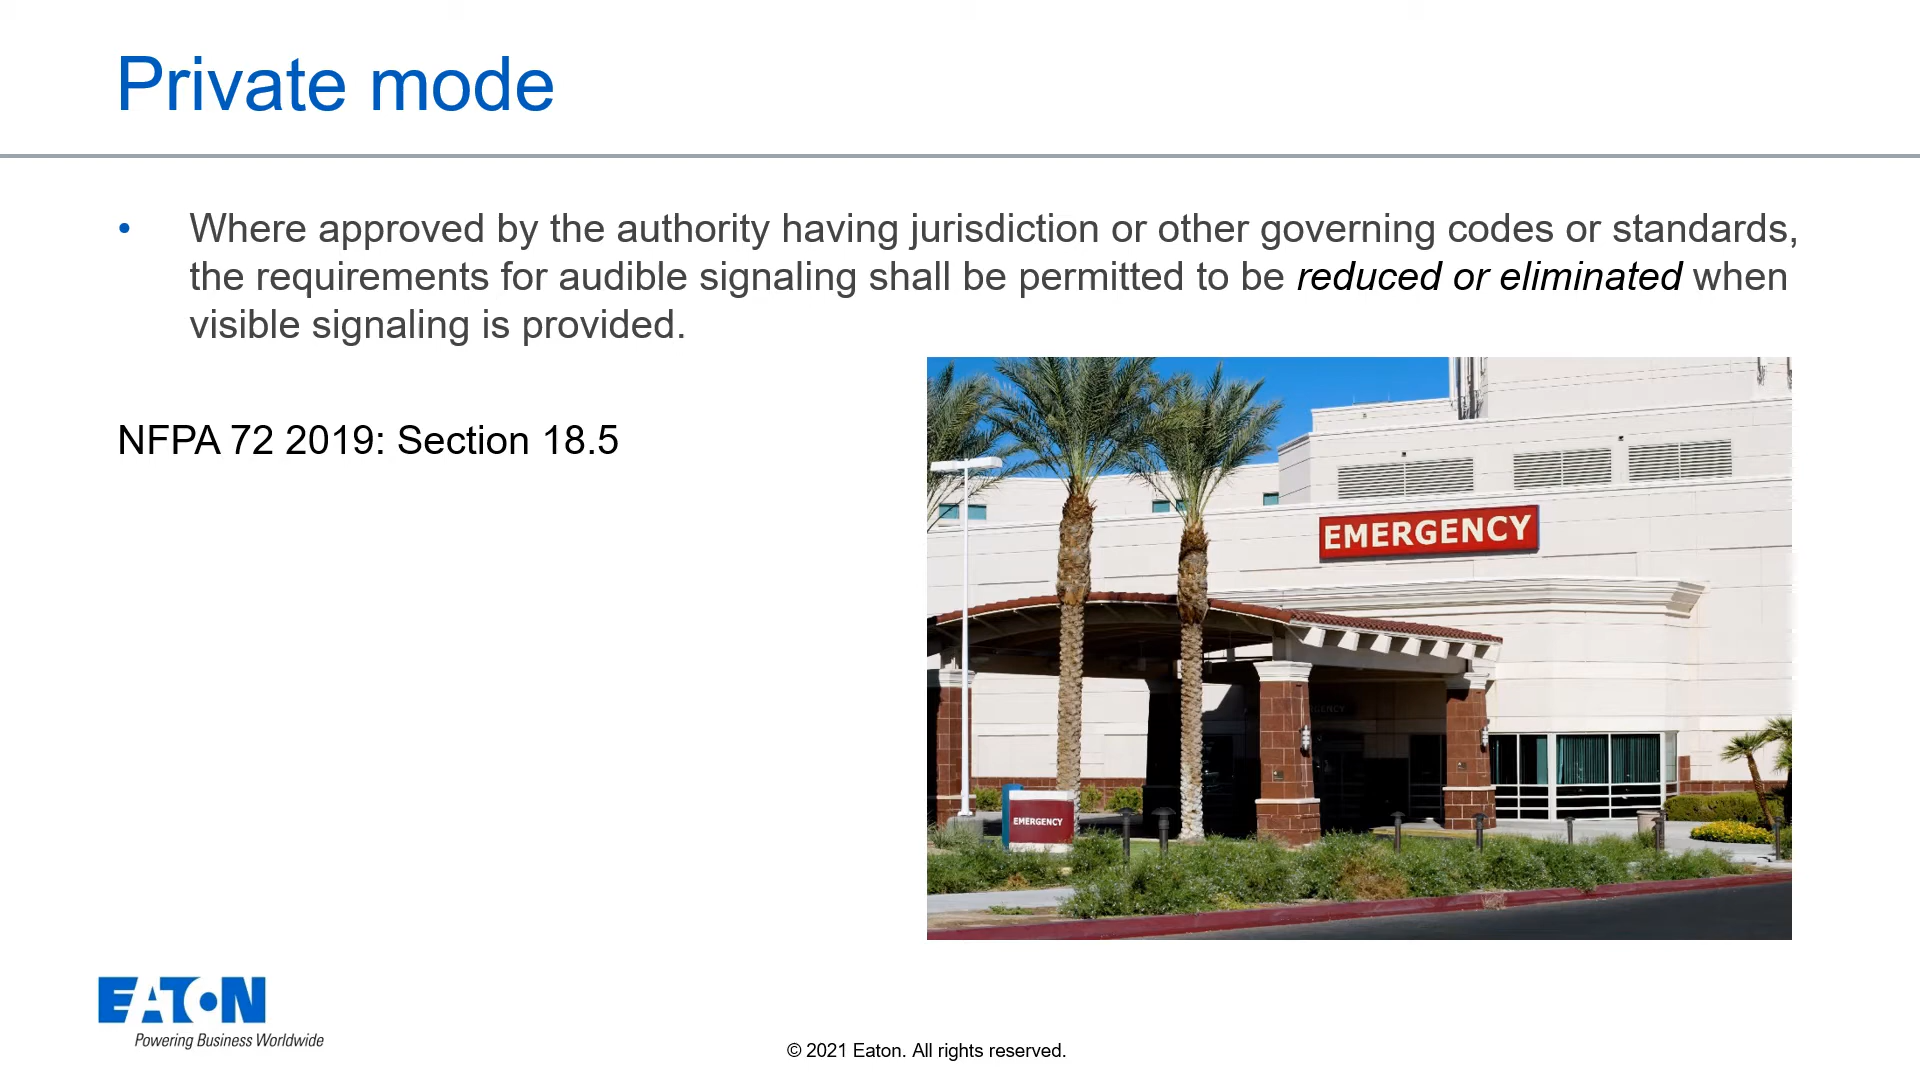 Private mode
• Where approved by the authority having jurisdiction or other governing codes or standards,
the requirements for audible signaling shall be permitted to be reduced or eliminated when
visible signaling is provided.
NFPA 72 2019: Section 18.5
EMERGENCY
EMERGENCY
EATON
Powering Business Worldwide
© 2021 Eaton. All rights reserved.